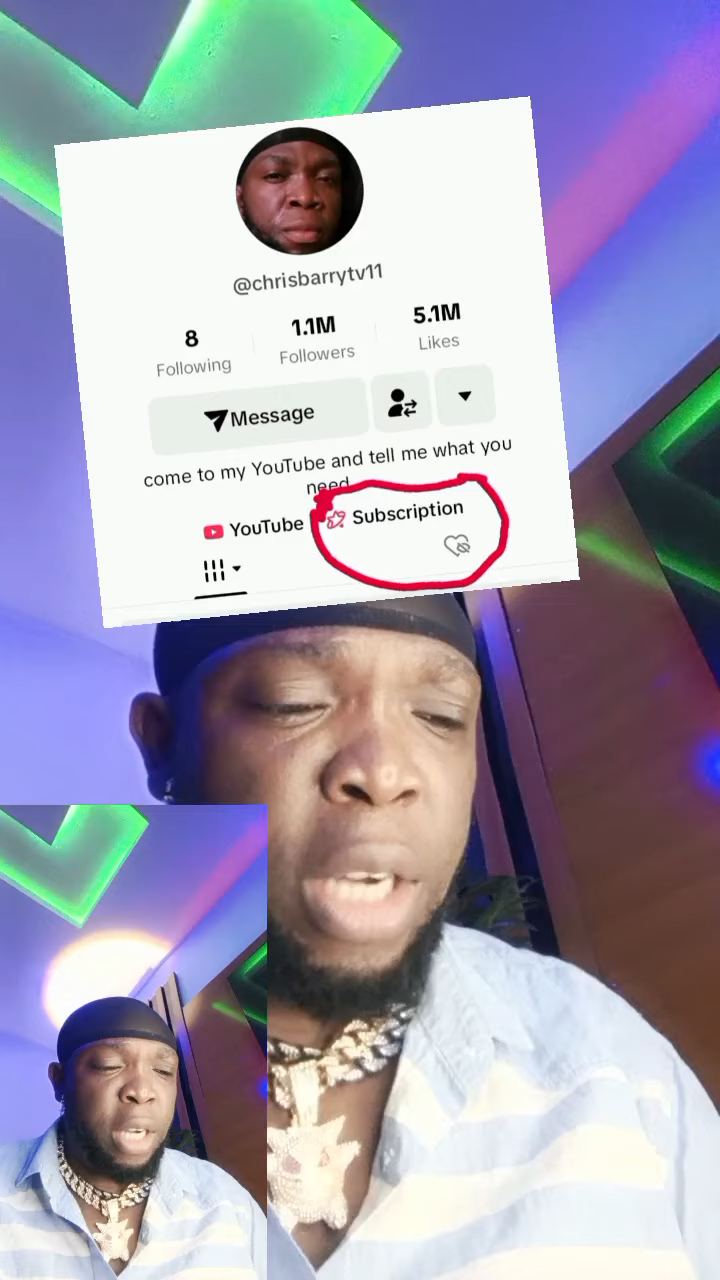 @chrisbarrytv11
8 1.1M 5.1M
Following Followers Likes
Message
come to my YouTube and tell me what you
need
YouTube Subscription